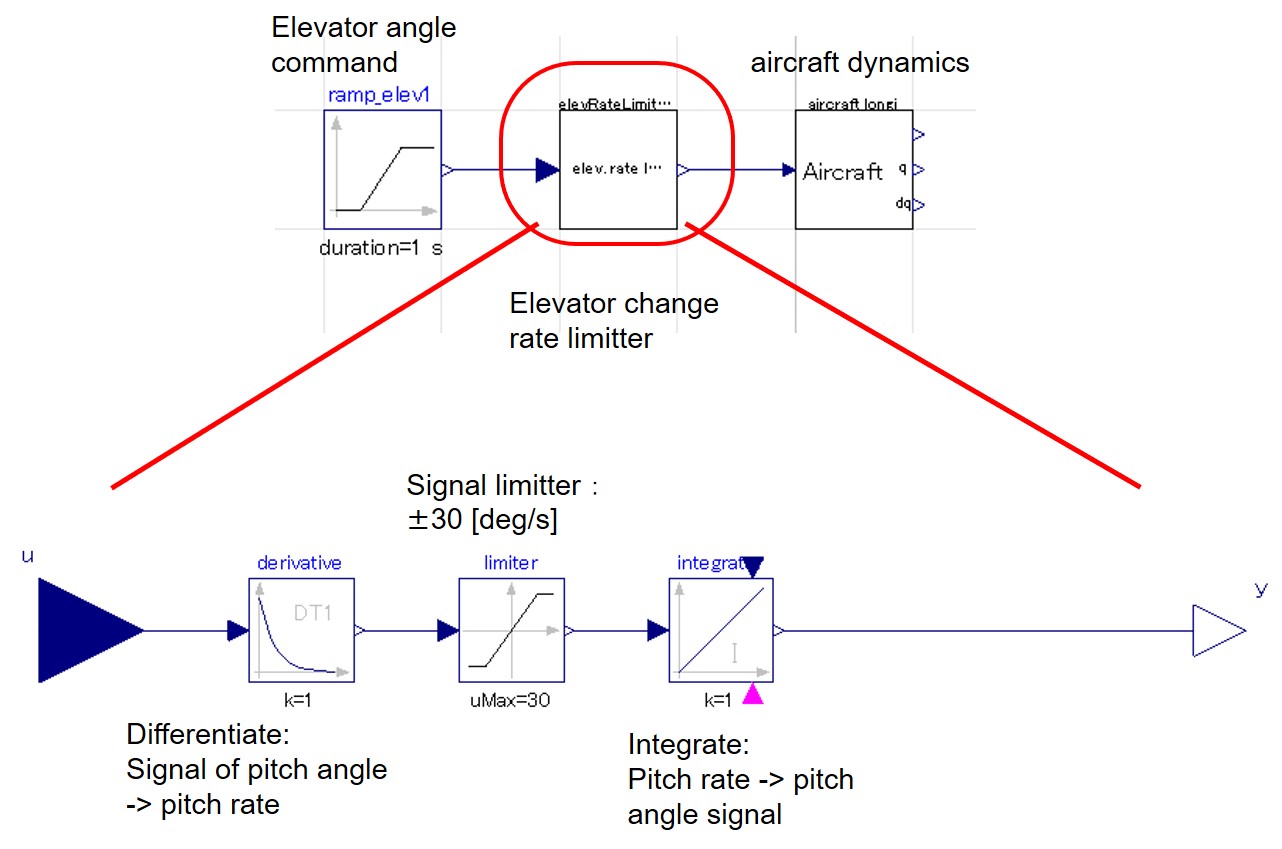 Elevator angle
command
aircraft dynamics
ramp_elev1
elevRateLimit…
aircraft longi
elev. rate l…
Aircraft
q
dq
duration=1 s
Elevator change
rate limitter
Signal limitter :
±30 [deg/s]
u
derivative
limiter
integrat
y
DT1
I
k=1
uMax=30
k=1
Differentiate:
Signal of pitch angle
-> pitch rate
Integrate:
Pitch rate -> pitch
angle signal